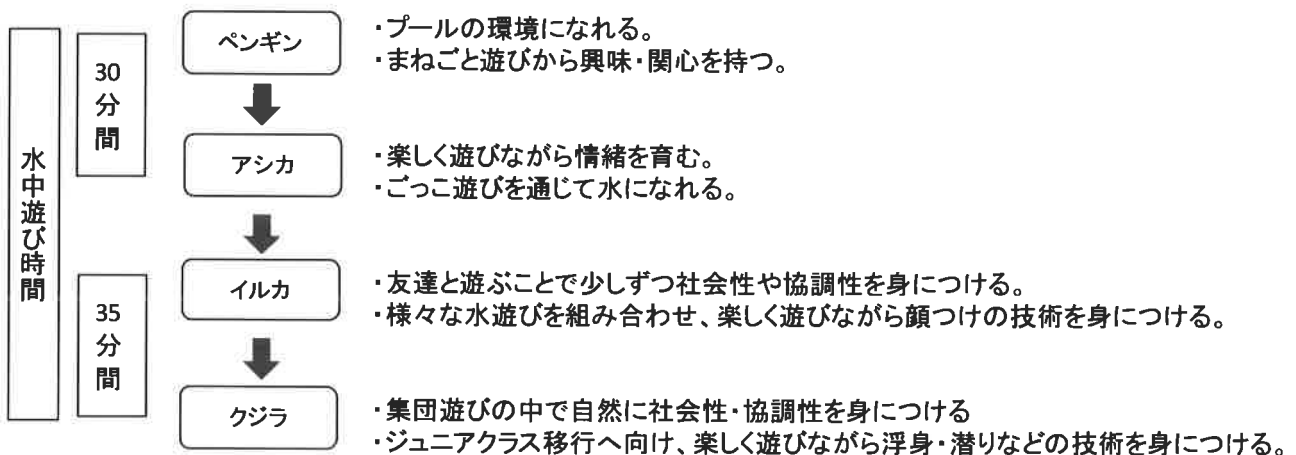 水中遊び時間
30分間
ペンギン
・プールの環境になれる。
・まねごと遊びから興味・関心を持つ。
アシカ
・楽しく遊びながら情緒を育む。
・ごっこ遊びを通じて水になれる。
35分間
イルカ
・友達と遊ぶことで少しずつ社会性や協調性を身につける。
・様々な水遊びを組み合わせ、楽しく遊びながら顔つけの技術を身につける。
クジラ
・集団遊びの中で自然に社会性・協調性を身につける
・ジュニアクラス移行へ向け、楽しく遊びながら浮身・潜りなどの技術を身につける。